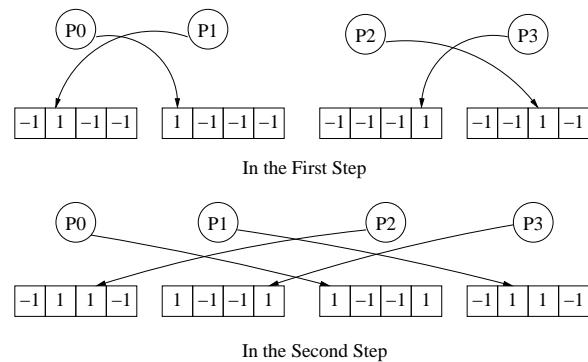 P0 P1 P2 P3
−1 1 −1 −1 1 −1 −1 −1 −1 −1 −1 1 −1 −1 1 −1
In the First Step
P0 P1 P2 P3
−1 1 1 −1 1 −1 −1 1 1 −1 −1 1 −1 1 1 −1
In the Second Step